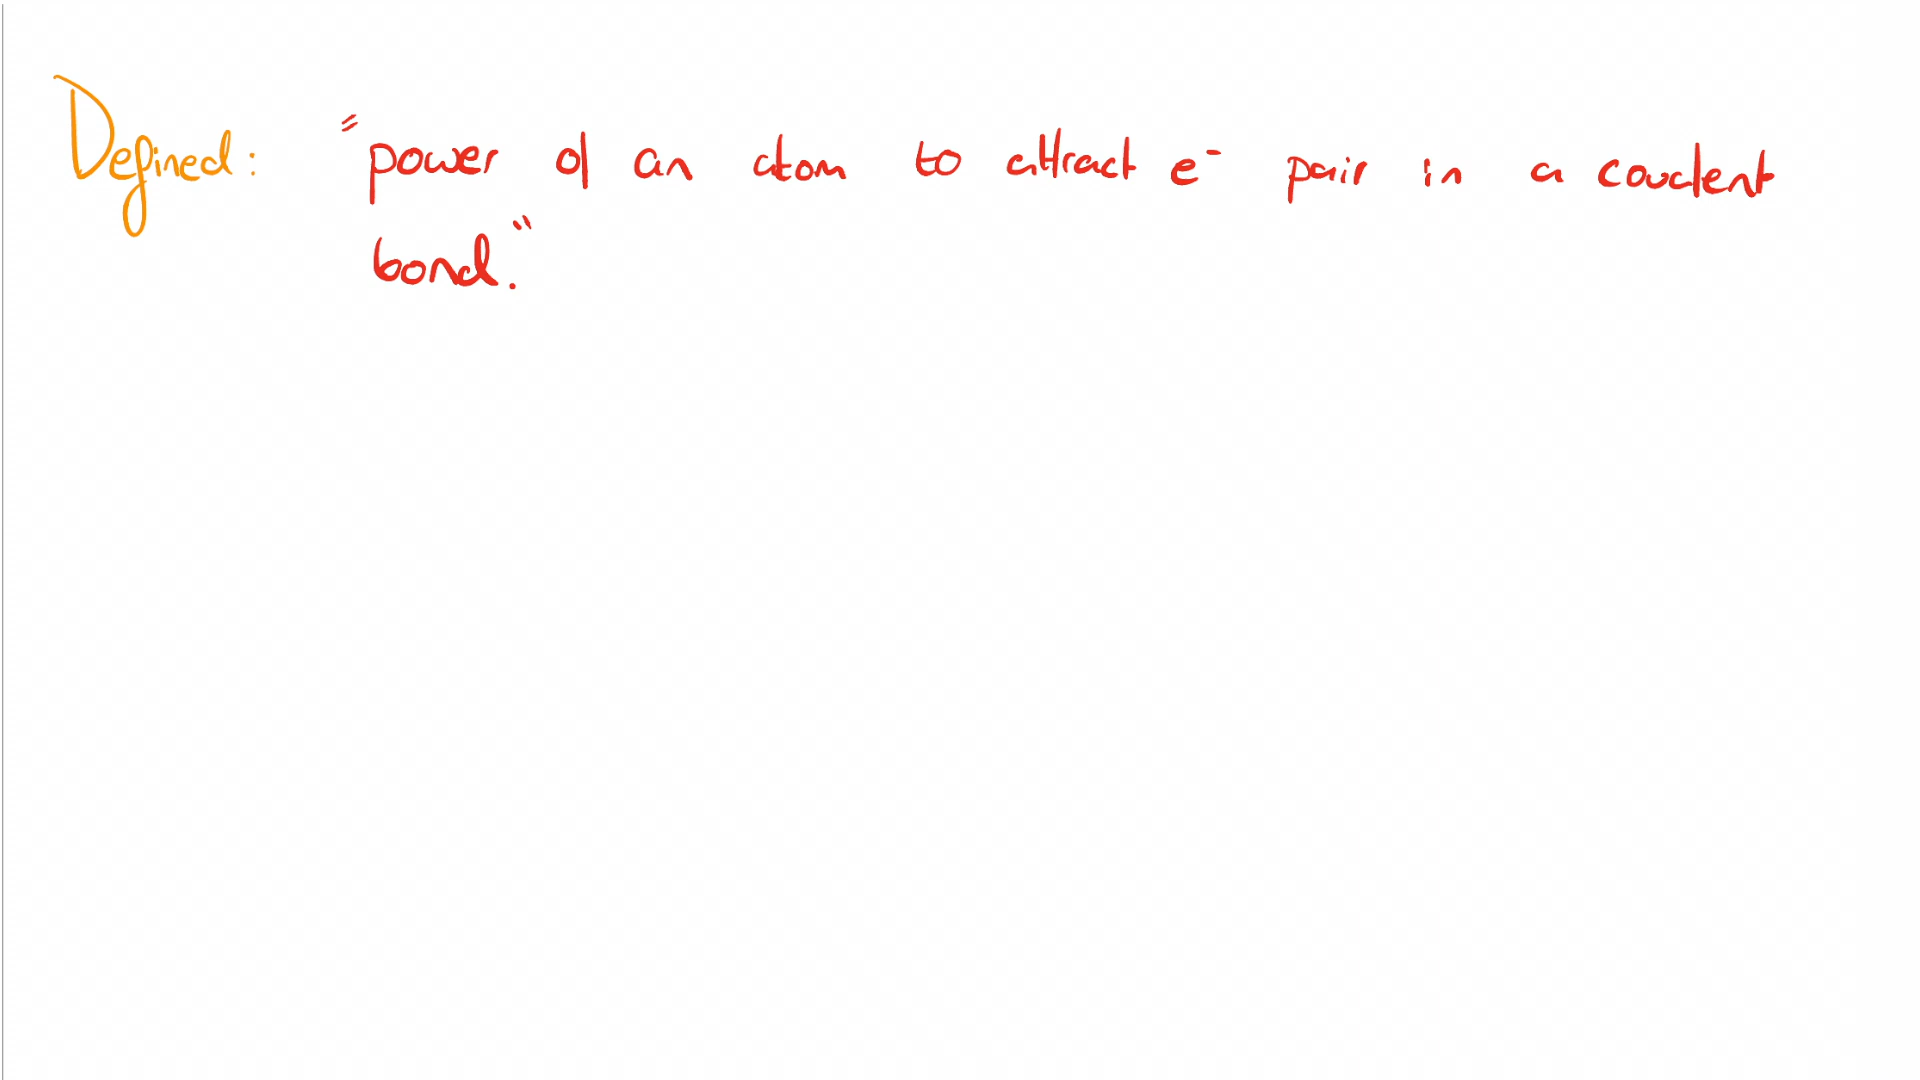 Defined: "power of an atom to attract e⁻ pair in a covalent
bond."